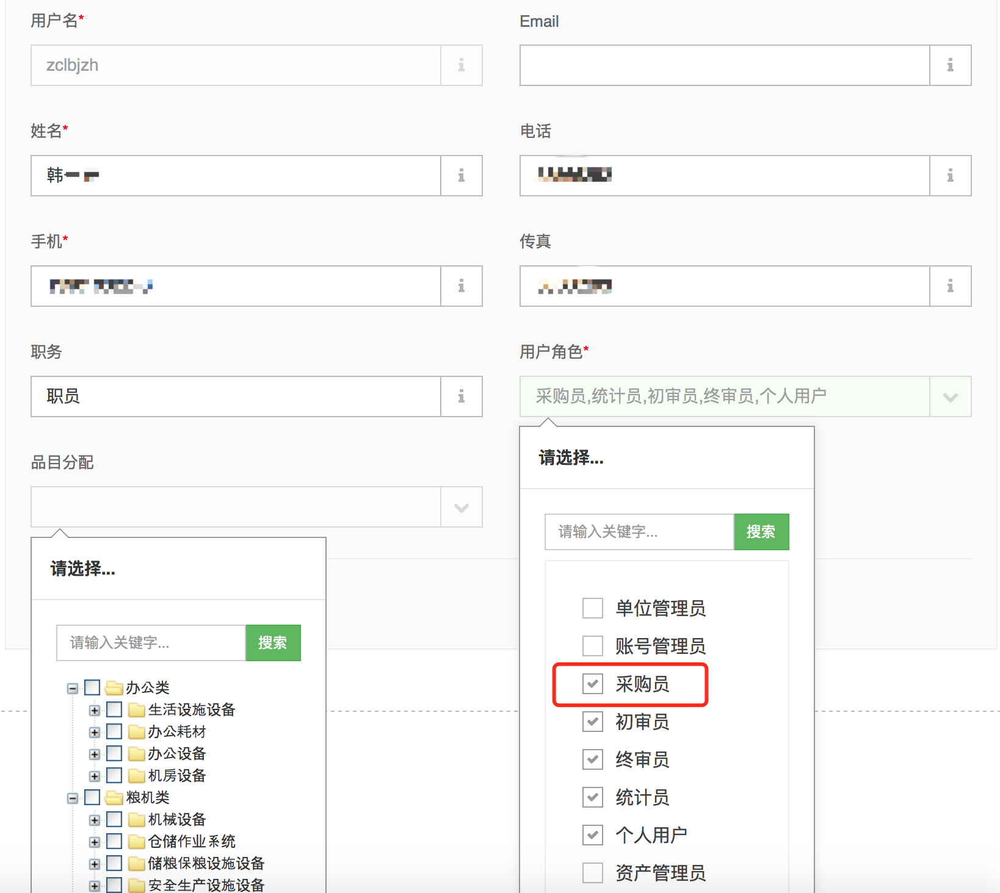 用户名*
Email
zclbjzh
姓名*
电话
韩一
手机*
传真
职务
用户角色*
职员
采购员,统计员,初审员,终审员,个人用户
品目分配
请选择...
请输入关键字...
搜索
单位管理员
账号管理员
采购员
初审员
终审员
统计员
个人用户
资产管理员
请选择...
请输入关键字...
搜索
办公类
生活设施设备
办公耗材
办公设备
机房设备
粮机类
机械设备
仓储作业系统
储粮保粮设施设备
安全生产设施设备